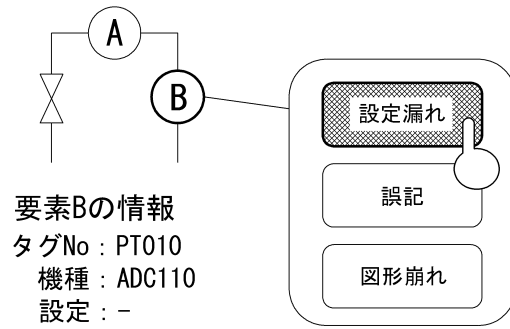 A
B
設定漏れ
誤記
図形崩れ
要素Bの情報
タグNo：PT010
機種：ADC110
設定：−